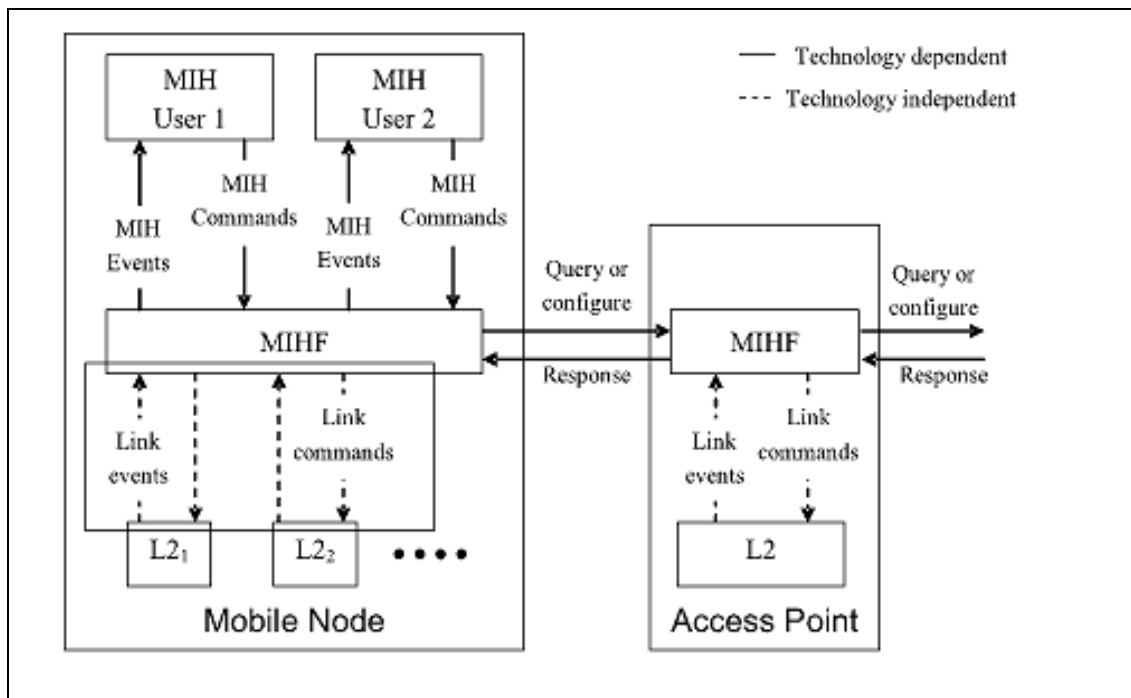 MIH
User 1
MIH
User 2
Technology dependent
Technology independent
MIH
Events
MIH
Commands
MIH
Events
MIH
Commands
MIHF
Query or
configure
Response
MIHF
Query or
configure
Response
Link
events
Link
commands
Link
events
Link
commands
L2₁
L2₂
L2
Mobile Node
Access Point